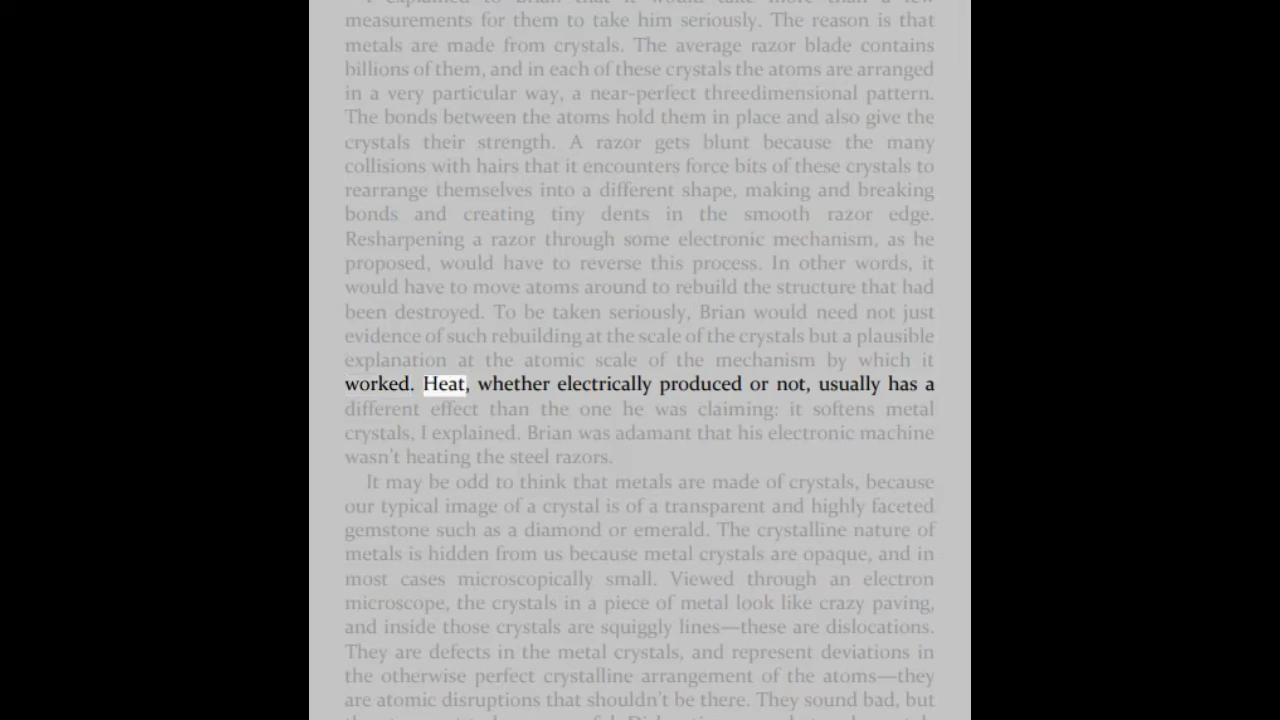 I explained to Brian that it would take more than a few
measurements for them to take him seriously. The reason is that
metals are made from crystals. The average razor blade contains
billions of them, and in each of these crystals the atoms are arranged
in a very particular way, a near-perfect threedimensional pattern.
The bonds between the atoms hold them in place and also give the
crystals their strength. A razor gets blunt because the many
collisions with hairs that it encounters force bits of these crystals to
rearrange themselves into a different shape, making and breaking
bonds and creating tiny dents in the smooth razor edge.
Resharpening a razor through some electronic mechanism, as he
proposed, would have to reverse this process. In other words, it
would have to move atoms around to rebuild the structure that had
been destroyed. To be taken seriously, Brian would need not just
evidence of such rebuilding at the scale of the crystals but a plausible
explanation at the atomic scale of the mechanism by which it
worked. Heat, whether electrically produced or not, usually has a
different effect than the one he was claiming: it softens metal
crystals, I explained. Brian was adamant that his electronic machine
wasn't heating the steel razors.
It may be odd to think that metals are made of crystals, because
our typical image of a crystal is of a transparent and highly faceted
gemstone such as a diamond or emerald. The crystalline nature of
metals is hidden from us because metal crystals are opaque, and in
most cases microscopically small. Viewed through an electron
microscope, the crystals in a piece of metal look like crazy paving,
and inside those crystals are squiggly lines—these are dislocations.
They are defects in the metal crystals, and represent deviations in
the otherwise perfect crystalline arrangement of the atoms—they
are atomic disruptions that shouldn't be there. They sound bad, but